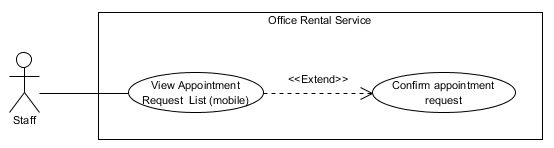 Office Rental Service
View Appointment
Request List (mobile)
<<Extend>>
Confirm appointment
request
Staff